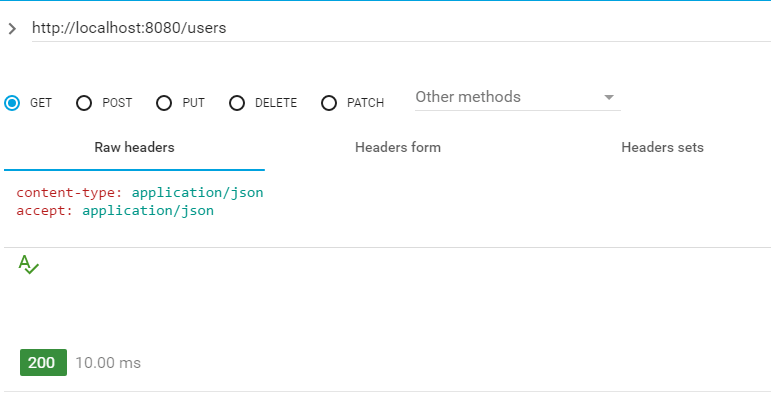 http://localhost:8080/users
GET POST PUT DELETE PATCH Other methods
Raw headers Headers form Headers sets
content-type: application/json
accept: application/json
A
200 10.00 ms